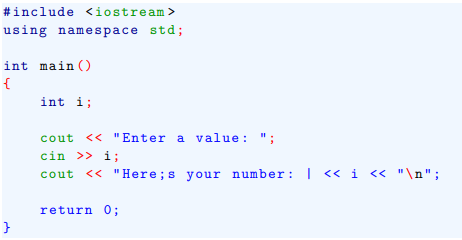 #include <iostream>
using namespace std;
int main()
{
int i;
cout << "Enter a value: ";
cin >> i;
cout << "Here;s your number: | << i << "\n";
return 0;
}